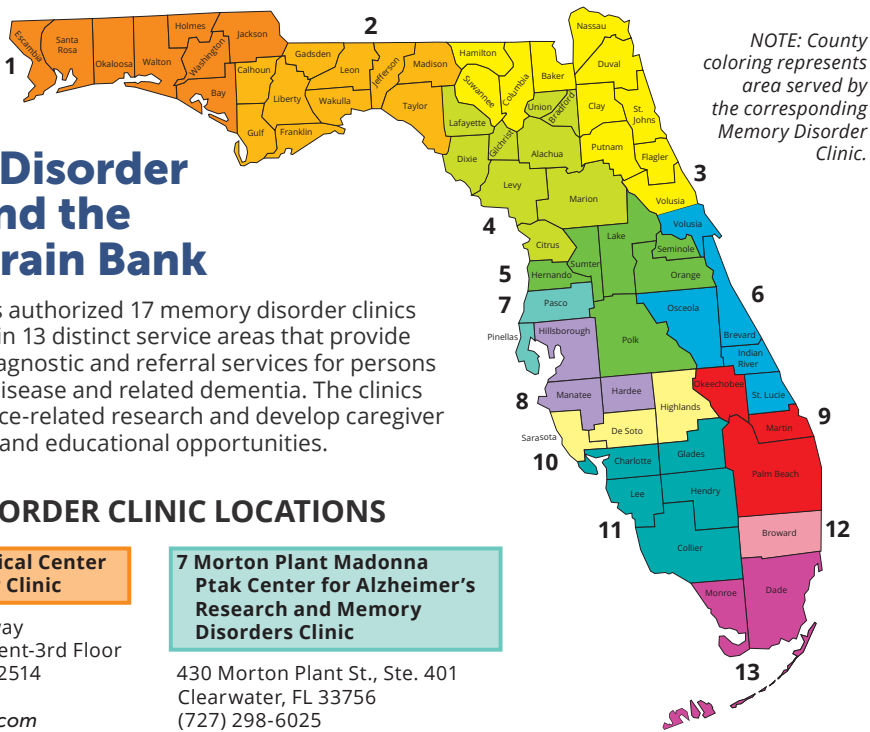 2
Holmes
Jackson
Nassau
Escambia
Santa
Rosa
Okaloosa
Walton
Washington
Bay
Calhoun
Gulf
Liberty
Gadsden
Leon
Wakulla
Franklin
Jefferson
Madison
Taylor
Hamilton
Suwannee
Columbia
Baker
Union
Bradford
Duval
Clay
St.
Johns
Putnam
Flagler
Lafayette
Dixie
Gilchrist
Alachua
Levy
Marion
Volusia
1
NOTE: County
coloring represents
area served by
the corresponding
Memory Disorder
Clinic.
3
4
Citrus
Lake
Volusia
Seminole
Sumter
Orange
5
Hernando
7
Pasco
Osceola
6
Pinellas
Hillsborough
Polk
Brevard
Indian
River
8
Manatee
Hardee
Highlands
Okeechobee
St. Lucie
9
Sarasota
De Soto
Martin
10
Charlotte
Glades
Palm Beach
Lee
Hendry
11
Collier
Broward
12
Monroe
Dade
13
Disorder
nd the
rain Bank
s authorized 17 memory disorder clinics
in 13 distinct service areas that provide
agnostic and referral services for persons
isease and related dementia. The clinics
ce-related research and develop caregiver
and educational opportunities.
ORDER CLINIC LOCATIONS
ical Center
Clinic
ay
ent-3rd Floor
2514
.com
7 Morton Plant Madonna
Ptak Center for Alzheimer's
Research and Memory
Disorders Clinic
430 Morton Plant St., Ste. 401
Clearwater, FL 33756
(727) 298-6025